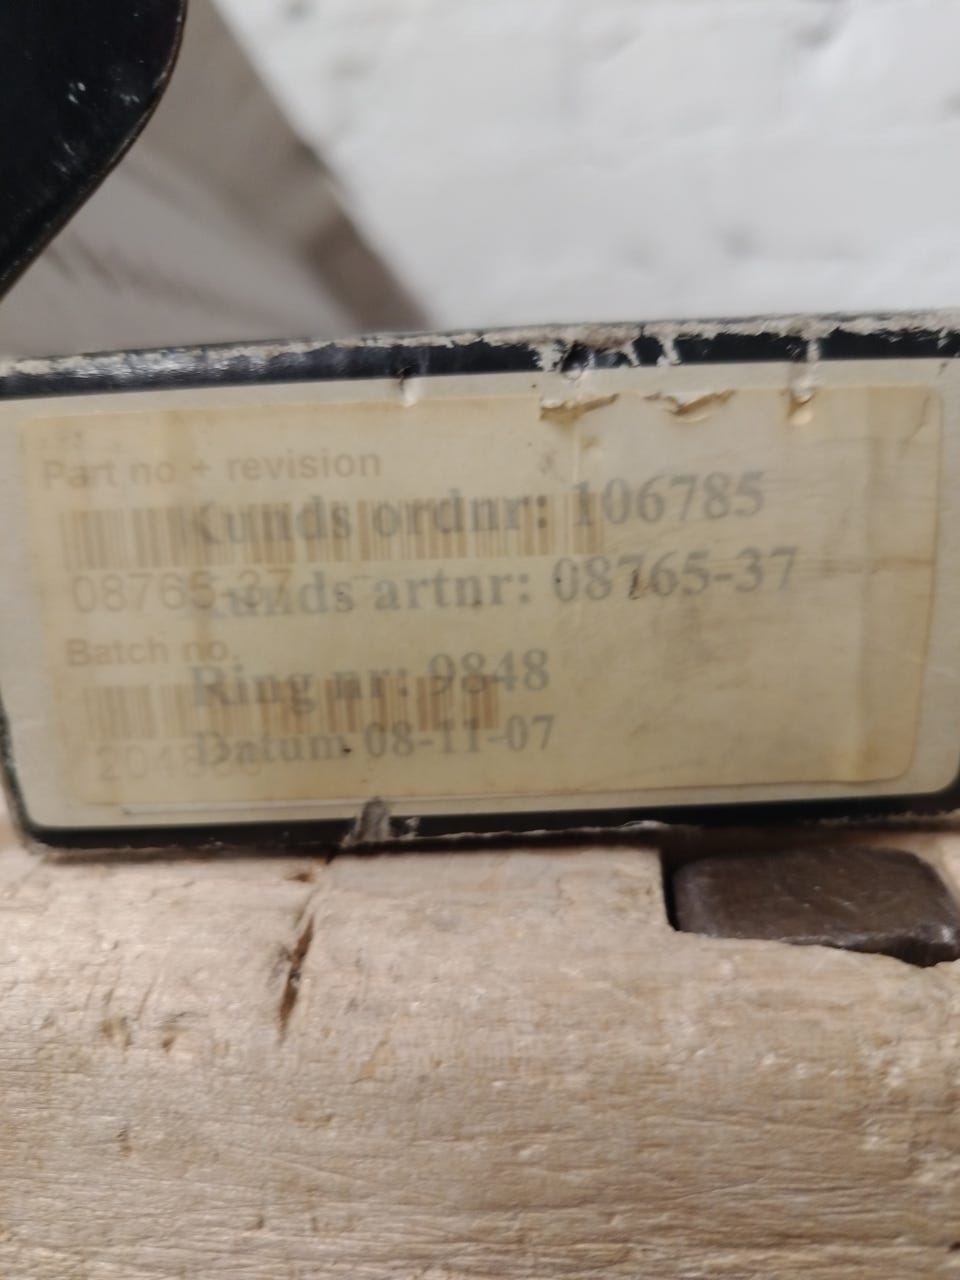 Part no + revision
Kunds ordnr: 106785
08765-37
Kunds artnr: 08765-37
Batch no.
Ring nr: 9848
Datum 08-11-07